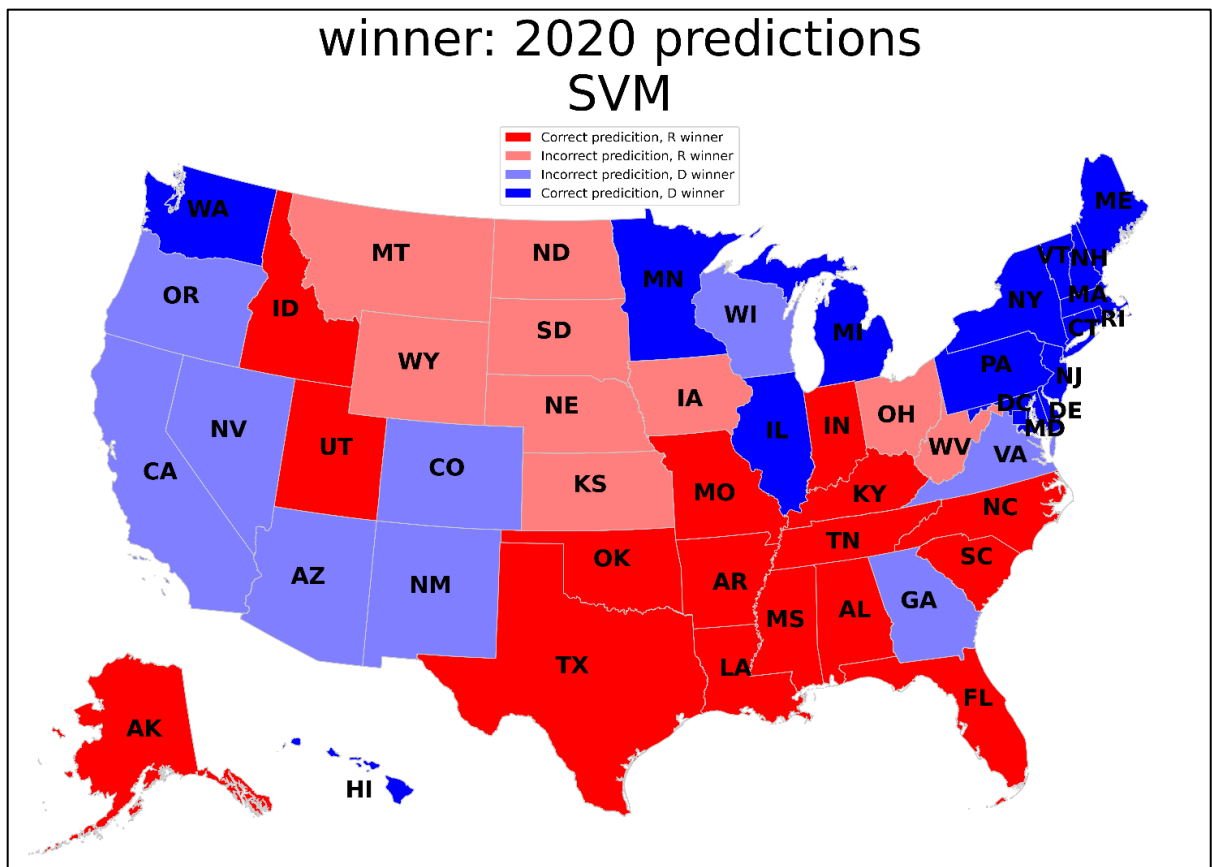 winner: 2020 predictions
SVM
Correct predicition, R winner
Incorrect predicition, R winner
Incorrect predicition, D winner
Correct predicition, D winner
WA
ME
MT
ND
VT
NH
MN
OR
ID
NY
MA
WI
SD
RI
CT
MI
WY
PA
NJ
IA
NE
DC
DE
OH
IN
NV
UT
IL
MD
WV
VA
CO
CA
KS
MO
KY
NC
TN
OK
SC
AZ
NM
AR
GA
MS
AL
TX
LA
FL
AK
HI